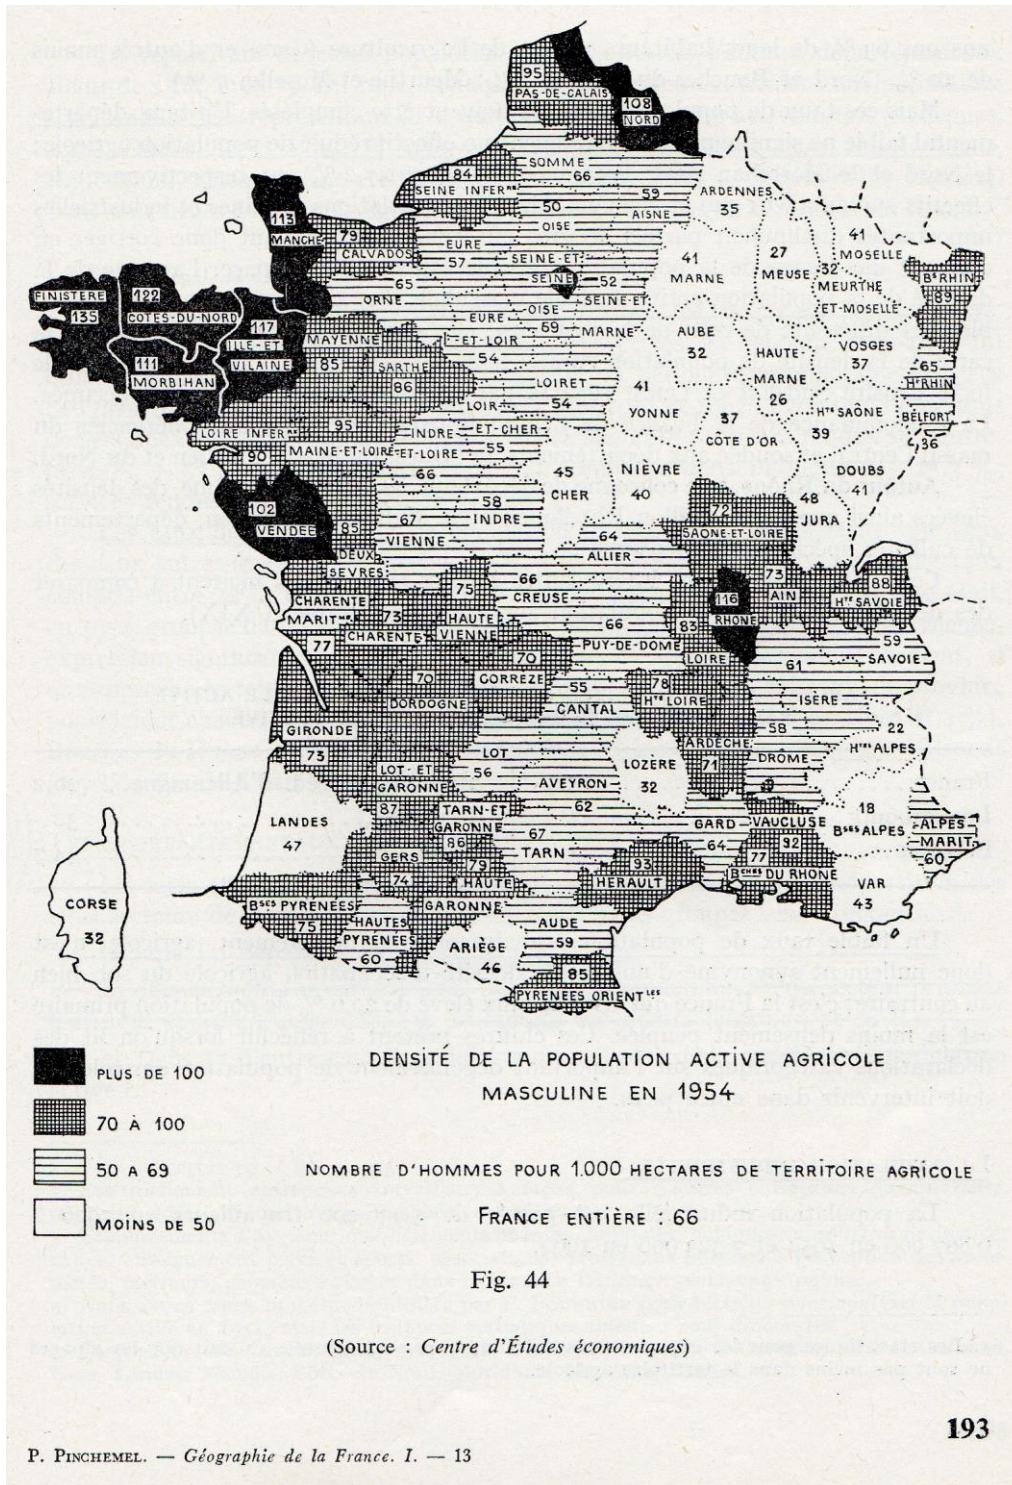 95
PAS-DE-CALAIS
108
NORD
SOMME
66
84
SEINE INFERRE
59
ARDENNES
35
50
AISNE
OISE
113
MANCHE
79
CALVADOS
EURE
57
SEINE-ET
SEINE
52
OISE
41
MARNE
27
MEUSE
32
41
MOSELLE
MEURTHE
ET-MOSELLE
Bs RHIN
89
65
ORNE
SEINE-ET
MARNE
FINISTERE
135
122
COTES-DU-NORD
117
ILLE-ET
VILAINE
111
MORBIHAN
MAYENNE
85
SARTHE
86
EURE
ET-LOIR
54
69
AUBE
32
HAUTE-
MARNE
26
VOSGES
37
65
HT RHIN
BELFORT
36
LOIRET
54
41
YONNE
37
CÔTE D'OR
HTE SAÔNE
39
LOIRE INFERRE
90
95
MAINE-ET-LOIRE
INDRE
ET-LOIRE
66
LOIR
ET-CHER
55
45
CHER
NIÈVRE
40
DOUBS
41
48
JURA
102
VENDEE
85
DEUX
SEVRES
67
VIENNE
58
INDRE
64
ALLIER
72
SAONE-ET-LOIRE
CHARENTE
MARITME
77
73
CHARENTE
75
HAUTE
VIENNE
66
CREUSE
66
PUY-DE-DOME
83
LOIRE
116
RHONE
73
AIN
88
HTE SAVOIE
59
SAVOIE
70
DORDOGNE
70
CORREZE
55
CANTAL
78
HTE LOIRE
61
ISÈRE
GIRONDE
73
LOT
56
AVEYRON
62
LOZÈRE
32
ARDÈCHE
71
58
DROME
22
HTES ALPES
LANDES
47
LOT-ET
GARONNE
87
TARN-ET
GARONNE
86
67
TARN
GARD
64
VAUCLUSE
92
18
BSES ALPES
ALPES
MARIT
60
GERS
74
79
HAUTE
GARONNE
93
HERAULT
77
BCHES DU RHONE
VAR
43
BSES PYRENÉES
75
HAUTES
PYRENÉES
60
ARIÈGE
46
AUDE
59
85
PYRENEES ORIENTLES
CORSE
32
DENSITÉ DE LA POPULATION ACTIVE AGRICOLE
MASCULINE EN 1954
PLUS DE 100
70 À 100
50 A 69
MOINS DE 50
NOMBRE D'HOMMES POUR 1.000 HECTARES DE TERRITOIRE AGRICOLE
FRANCE ENTIÈRE : 66
Fig. 44
(Source : Centre d'Études économiques)
193
P. PINCHEMEL. — Géographie de la France. I. — 13